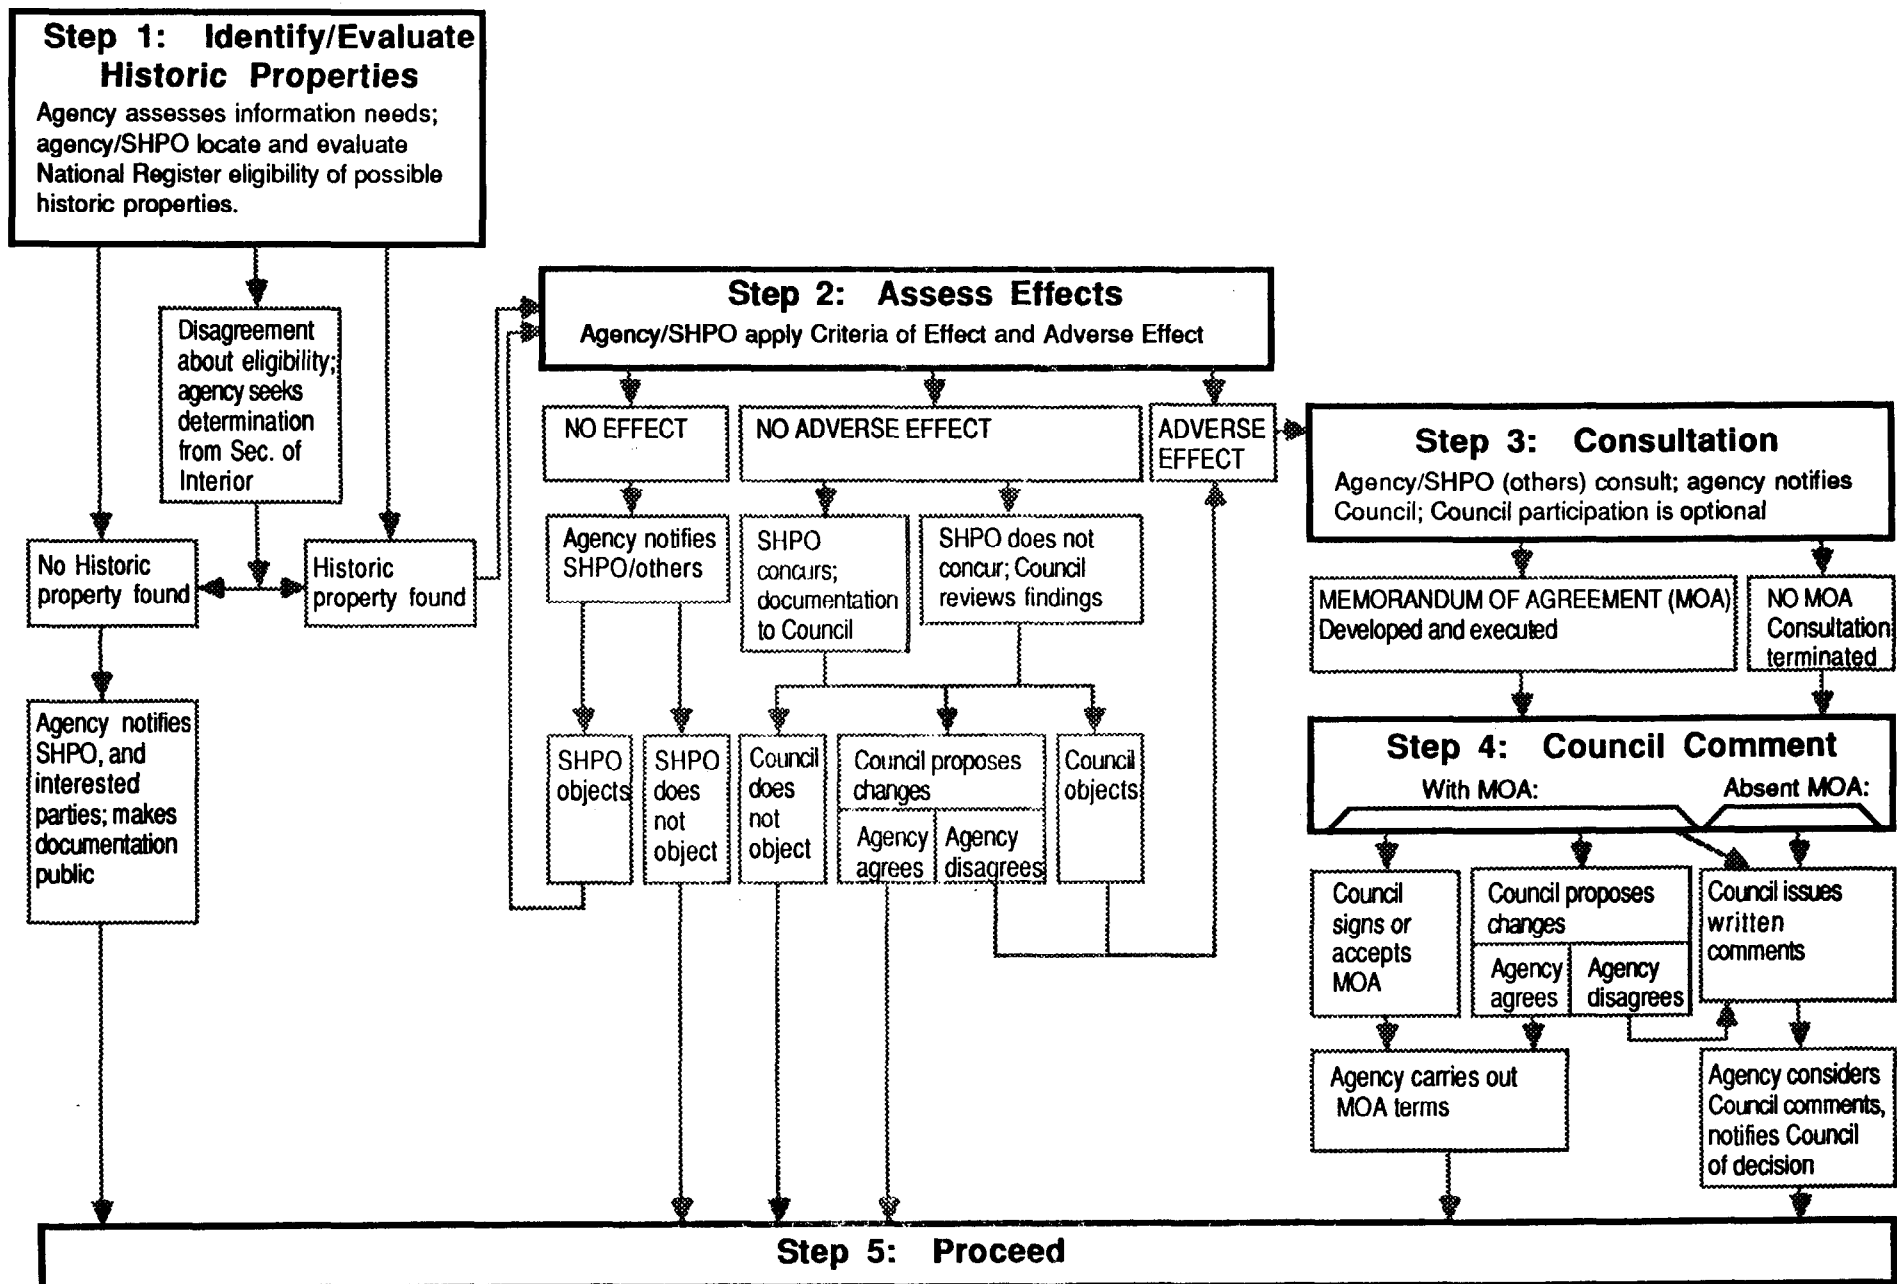 Step 1: Identify/Evaluate
Historic Properties
Agency assesses information needs;
agency/SHPO locate and evaluate
National Register eligibility of possible
historic properties.
Disagreement
about eligibility;
agency seeks
determination
from Sec. of
Interior
No Historic
property found
Historic
property found
Agency notifies
SHPO, and
interested
parties; makes
documentation
public
Step 2: Assess Effects
Agency/SHPO apply Criteria of Effect and Adverse Effect
NO EFFECT
NO ADVERSE EFFECT
ADVERSE
EFFECT
Agency notifies
SHPO/others
SHPO
concurs;
documentation
to Council
SHPO does not
concur; Council
reviews findings
SHPO
objects
SHPO
does
not
object
Council
does
not
object
Council proposes
changes
Agency
agrees
Agency
disagrees
Council
objects
Step 3: Consultation
Agency/SHPO (others) consult; agency notifies
Council; Council participation is optional
MEMORANDUM OF AGREEMENT (MOA)
Developed and executed
NO MOA
Consultation
terminated
Step 4: Council Comment
With MOA:
Absent MOA:
Council
signs or
accepts
MOA
Council proposes
changes
Agency
agrees
Agency
disagrees
Council issues
written
comments
Agency carries out
MOA terms
Agency considers
Council comments,
notifies Council
of decision
Step 5: Proceed